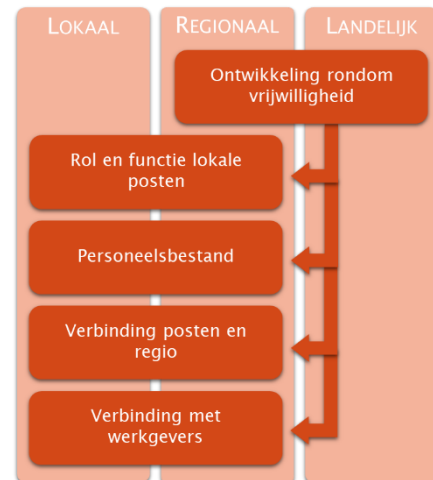 LOKAAL
REGIONAAL
LANDELIJK
Ontwikkeling rondom
vrijwilligheid
Rol en functie lokale
posten
Personeelsbestand
Verbinding posten en
regio
Verbinding met
werkgevers